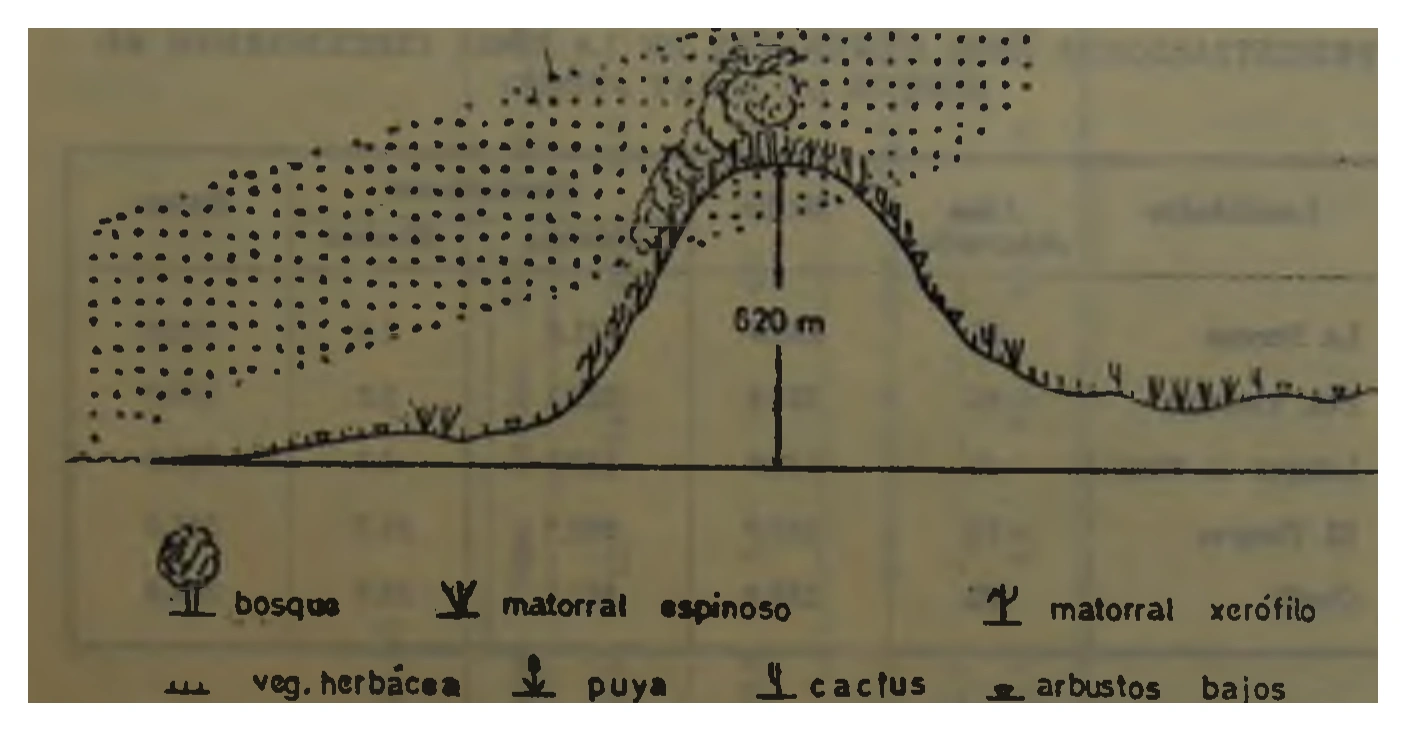 620 m
bosque matorral espinoso matorral xerófilo
veg. herbácea puya cactus arbustos bajos